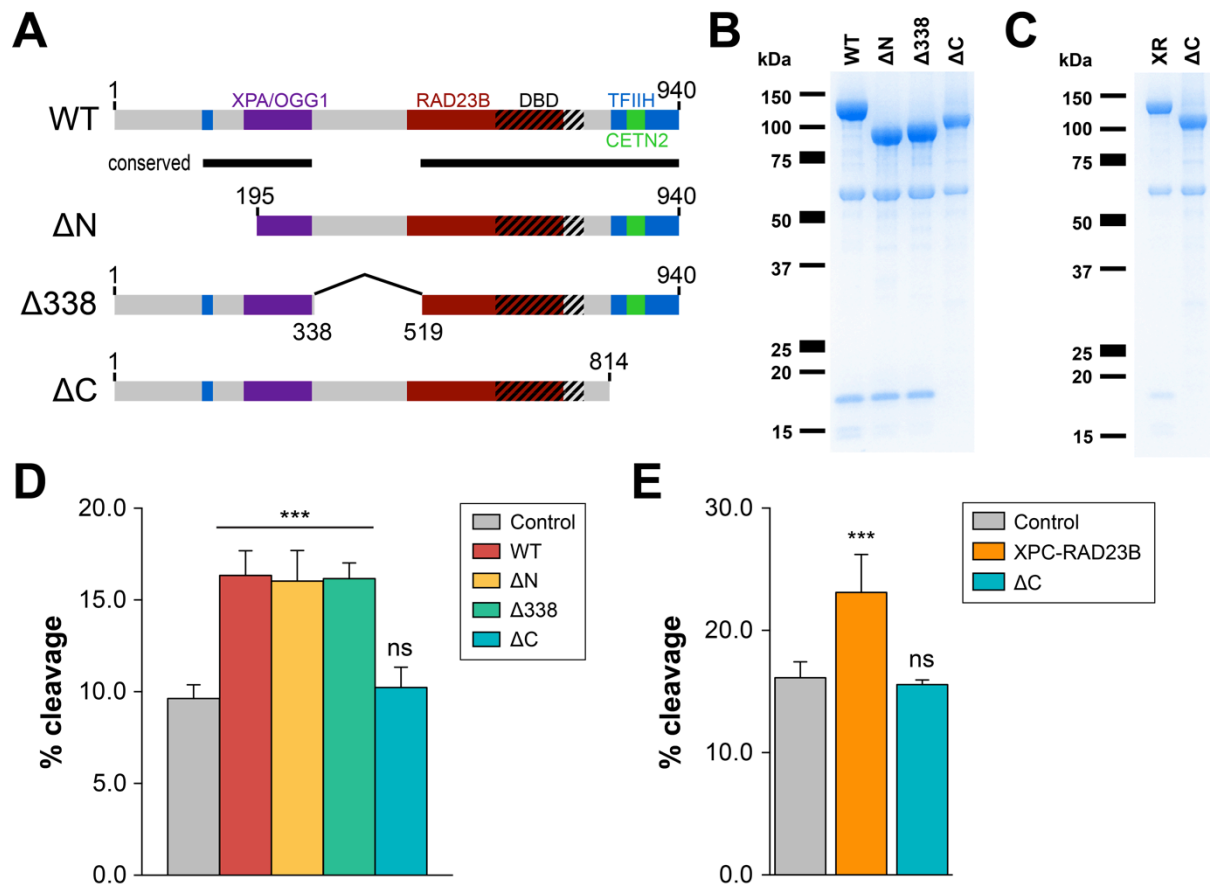 A
1
940
XPA/OGG1
RAD23B
DBD
TFIIH
WT
CETN2
conserved
195
940
ΔN
1
940
Δ338
338
519
1
814
ΔC
B
kDa
WT
ΔN
Δ338
ΔC
150
100
75
50
37
25
20
15
C
kDa
XR
ΔC
150
100
75
50
37
25
20
15
D
% cleavage
20.0
15.0
10.0
5.0
0.0
***
ns
Control
WT
ΔN
Δ338
ΔC
E
% cleavage
30.0
20.0
10.0
0.0
***
ns
Control
XPC-RAD23B
ΔC